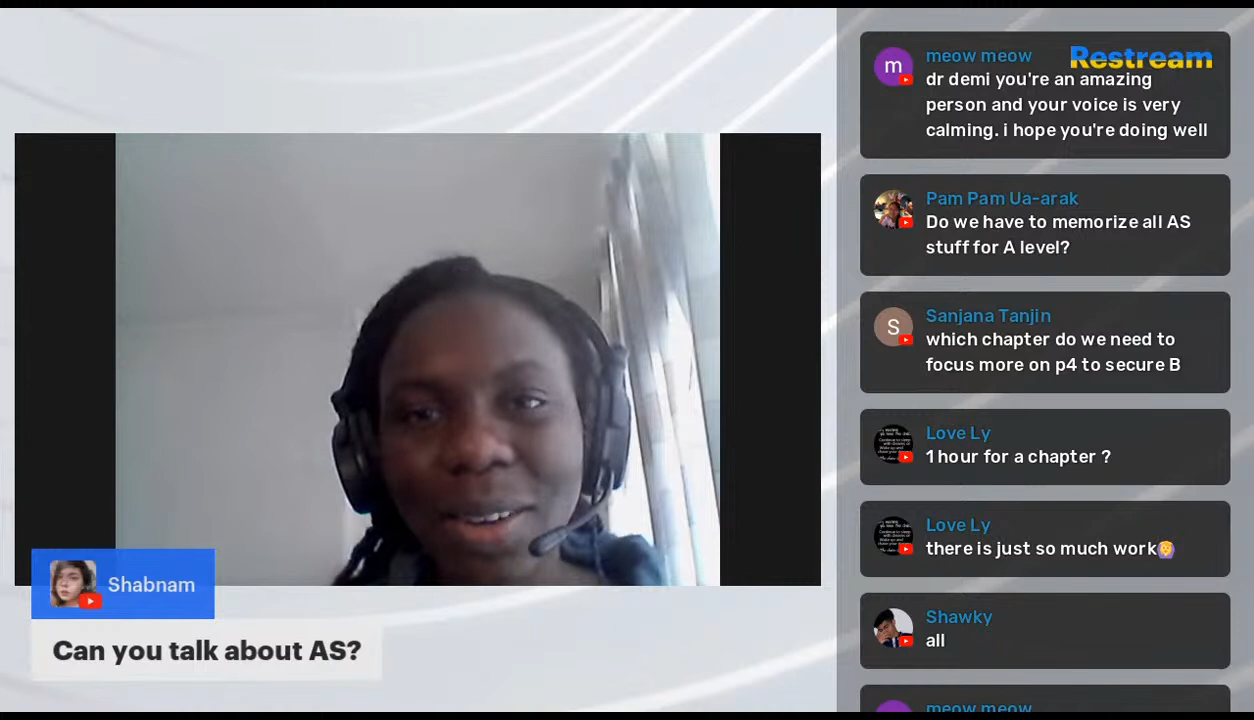 Restream
m
meow meow
dr demi you're an amazing
person and your voice is very
calming. i hope you're doing well
Pam Pam Ua-arak
Do we have to memorize all AS
stuff for A level?
S
Sanjana Tanjin
which chapter do we need to
focus more on p4 to secure B
Love Ly
1 hour for a chapter ?
Love Ly
there is just so much work🙆
Shawky
all
meow meow
Shabnam
Can you talk about AS?